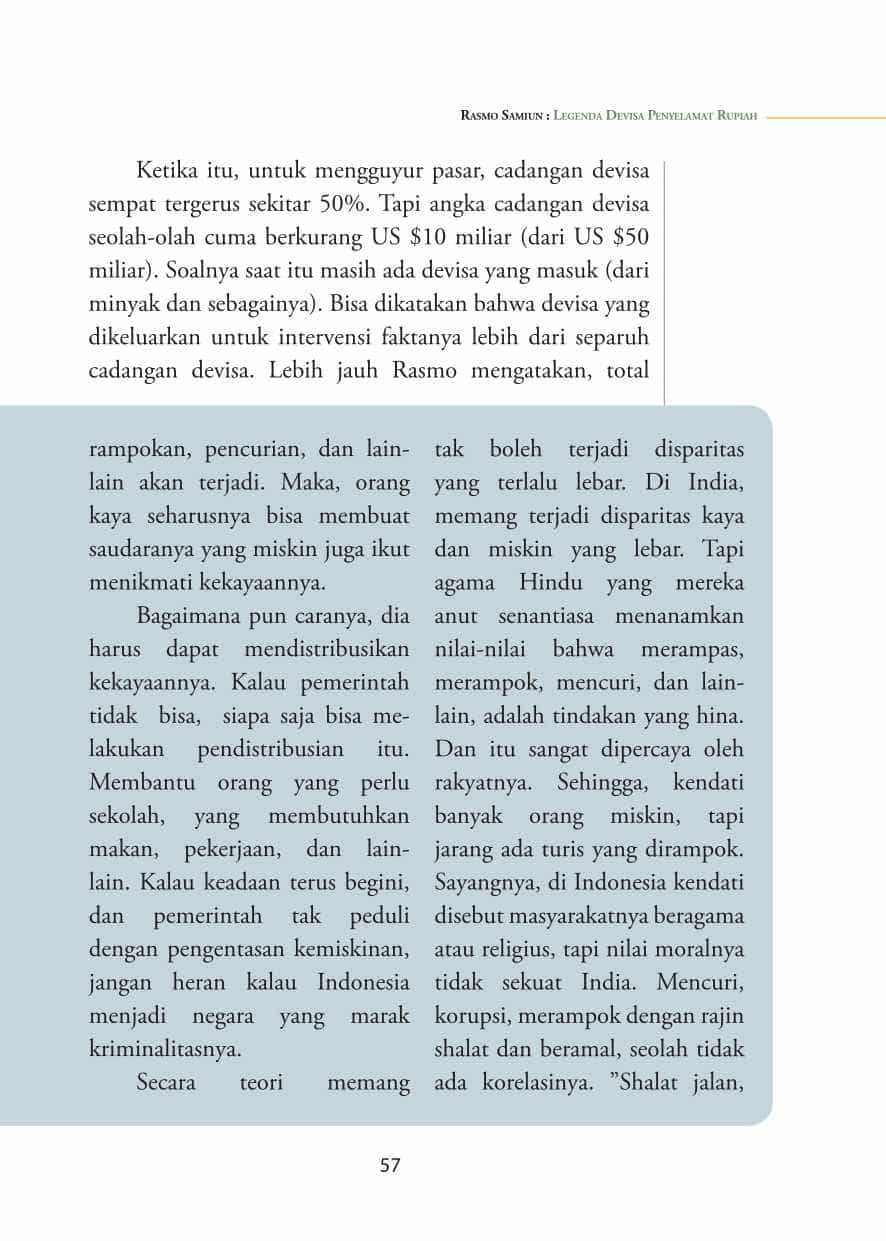 Rasmo Samiun : Legenda Devisa Penyelamat Rupiah
Ketika itu, untuk mengguyur pasar, cadangan devisa
sempat tergerus sekitar 50%. Tapi angka cadangan devisa
seolah-olah cuma berkurang US $10 miliar (dari US $50
miliar). Soalnya saat itu masih ada devisa yang masuk (dari
minyak dan sebagainya). Bisa dikatakan bahwa devisa yang
dikeluarkan untuk intervensi faktanya lebih dari separuh
cadangan devisa. Lebih jauh Rasmo mengatakan, total
rampokan, pencurian, dan lain-
lain akan terjadi. Maka, orang
kaya seharusnya bisa membuat
saudaranya yang miskin juga ikut
menikmati kekayaannya.
Bagaimana pun caranya, dia
harus dapat mendistribusikan
kekayaannya. Kalau pemerintah
tidak bisa, siapa saja bisa me-
lakukan pendistribusian itu.
Membantu orang yang perlu
sekolah, yang membutuhkan
makan, pekerjaan, dan lain-
lain. Kalau keadaan terus begini,
dan pemerintah tak peduli
dengan pengentasan kemiskinan,
jangan heran kalau Indonesia
menjadi negara yang marak
kriminalitasnya.
Secara teori memang
tak boleh terjadi disparitas
yang terlalu lebar. Di India,
memang terjadi disparitas kaya
dan miskin yang lebar. Tapi
agama Hindu yang mereka
anut senantiasa menanamkan
nilai-nilai bahwa merampas,
merampok, mencuri, dan lain-
lain, adalah tindakan yang hina.
Dan itu sangat dipercaya oleh
rakyatnya. Sehingga, kendati
banyak orang miskin, tapi
jarang ada turis yang dirampok.
Sayangnya, di Indonesia kendati
disebut masyarakatnya beragama
atau religius, tapi nilai moralnya
tidak sekuat India. Mencuri,
korupsi, merampok dengan rajin
shalat dan beramal, seolah tidak
ada korelasinya. ”Shalat jalan,
57